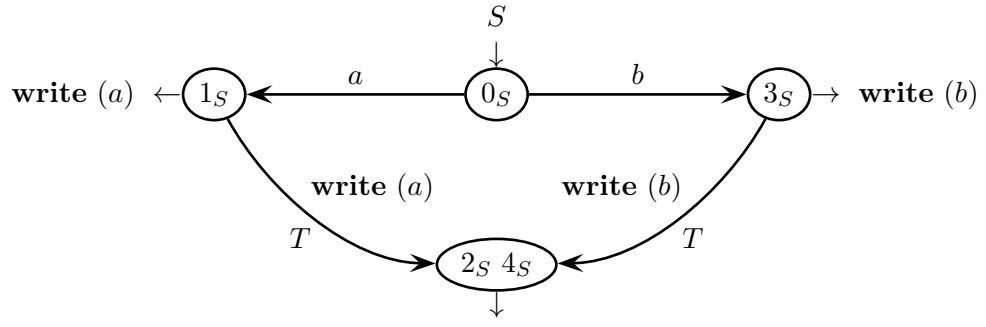 S
write (a) ← 1S a 0S b 3S → write (b)
write (a) write (b)
T T
2S 4S